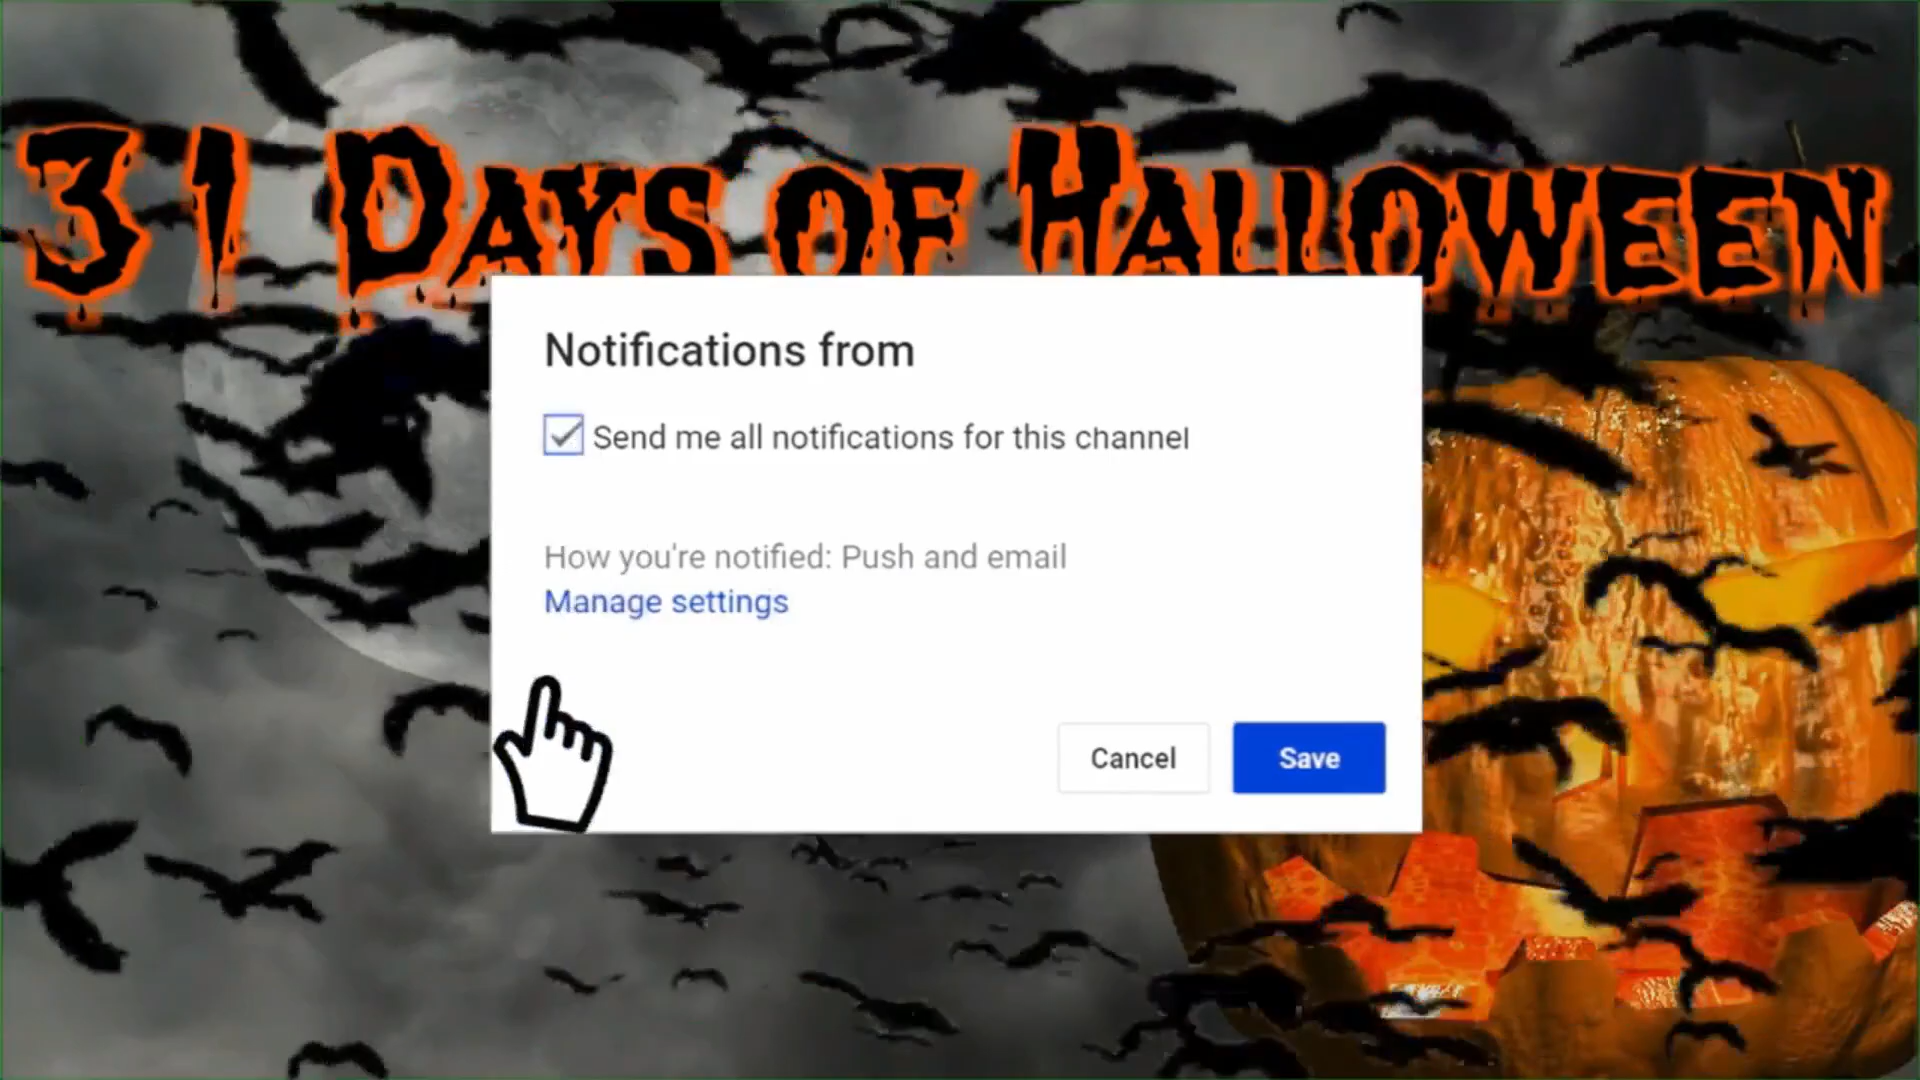 31 DAYS OF HALLOWEEN
Notifications from
Send me all notifications for this channel
How you're notified: Push and email
Manage settings
Cancel
Save